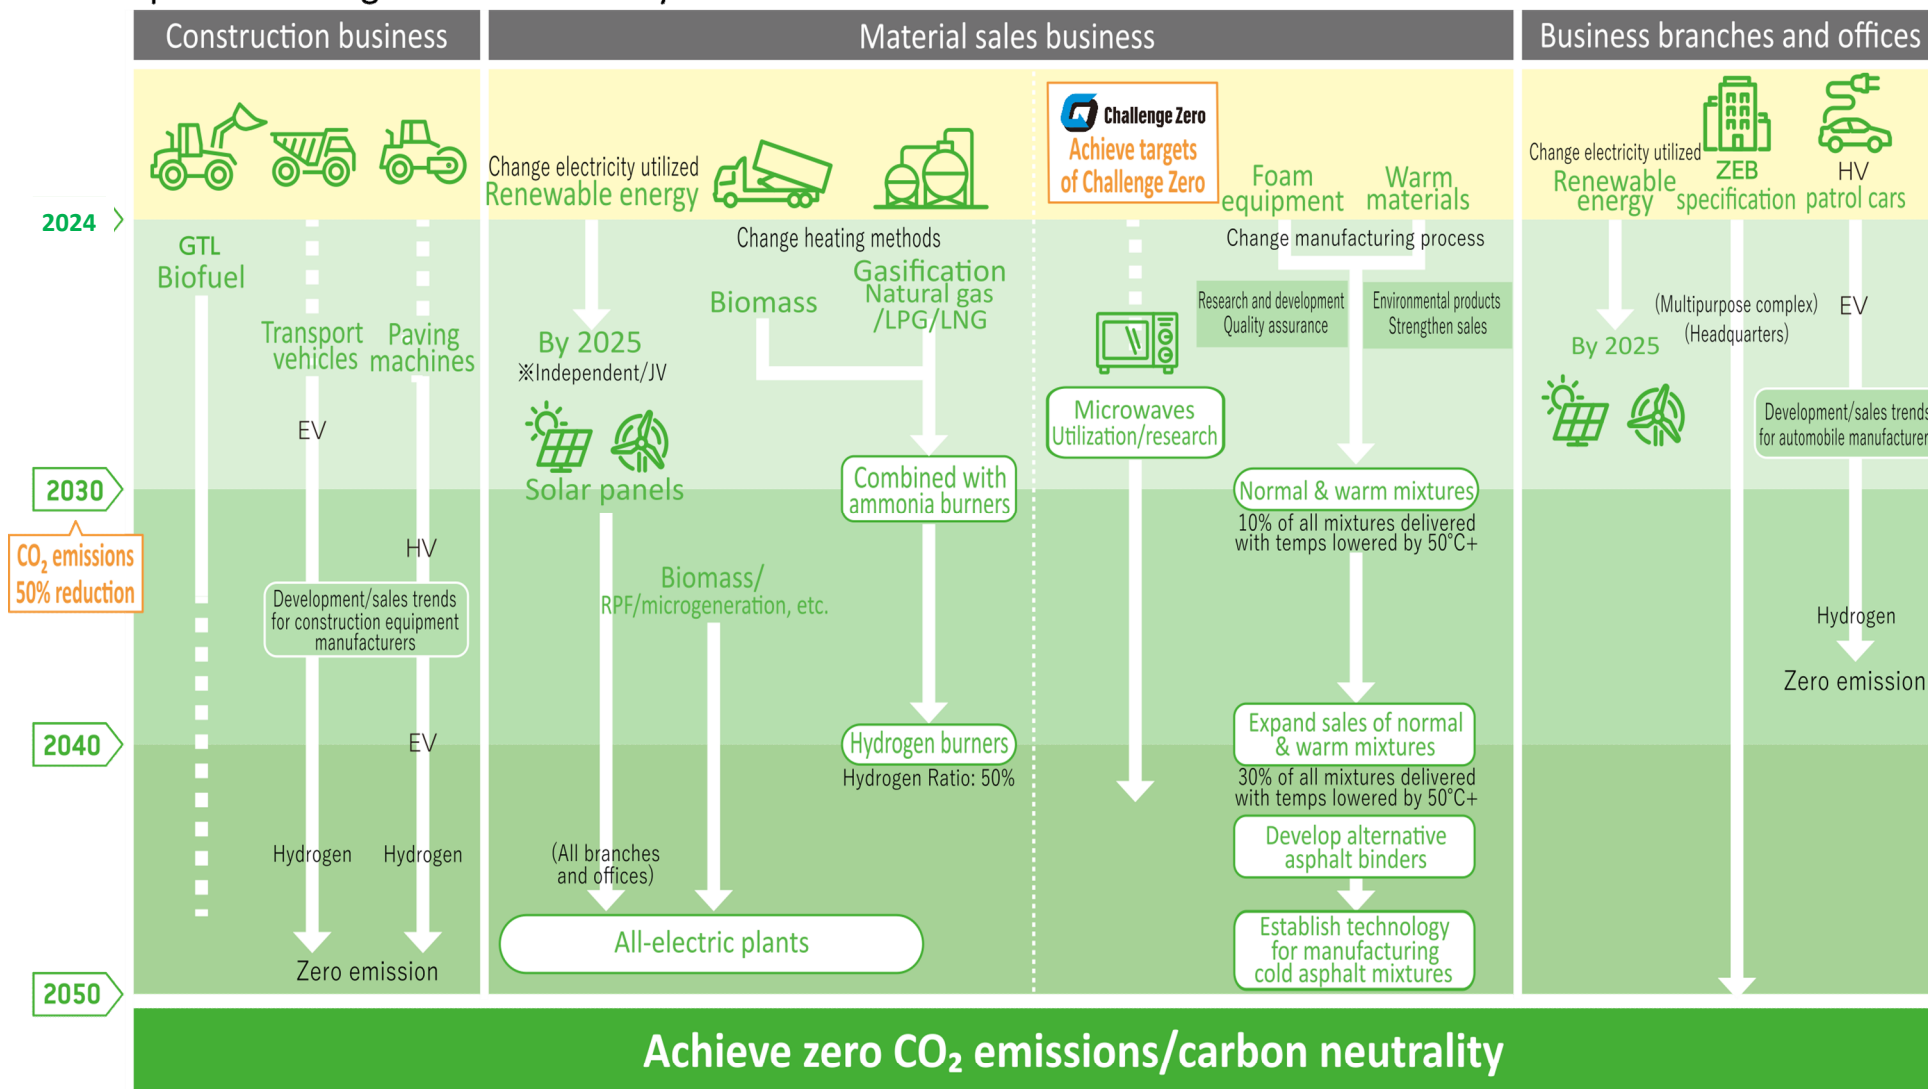 Construction business
Material sales business
Business branches and offices
2024
2030
CO₂ emissions
50% reduction
2040
2050
GTL
Biofuel
Transport
vehicles
EV
Paving
machines
HV
Development/sales trends
for construction equipment
manufacturers
EV
Hydrogen
Hydrogen
Zero emission
Change electricity utilized
Renewable energy
By 2025
※Independent/JV
Solar panels
(All branches
and offices)
Change heating methods
Biomass
Gasification
Natural gas
/LPG/LNG
Combined with
ammonia burners
Biomass/
RPF/microgeneration, etc.
Hydrogen burners
Hydrogen Ratio: 50%
All-electric plants
Challenge Zero
Achieve targets
of Challenge Zero
Microwaves
Utilization/research
Foam
equipment
Warm
materials
Change manufacturing process
Research and development
Quality assurance
Environmental products
Strengthen sales
Normal & warm mixtures
10% of all mixtures delivered
with temps lowered by 50°C+
Expand sales of normal
& warm mixtures
30% of all mixtures delivered
with temps lowered by 50°C+
Develop alternative
asphalt binders
Establish technology
for manufacturing
cold asphalt mixtures
Change electricity utilized
Renewable
energy
By 2025
ZEB
specification
(Multipurpose complex)
(Headquarters)
HV
patrol cars
EV
Development/sales trends
for automobile manufacturer
Hydrogen
Zero emission
Achieve zero CO₂ emissions/carbon neutrality